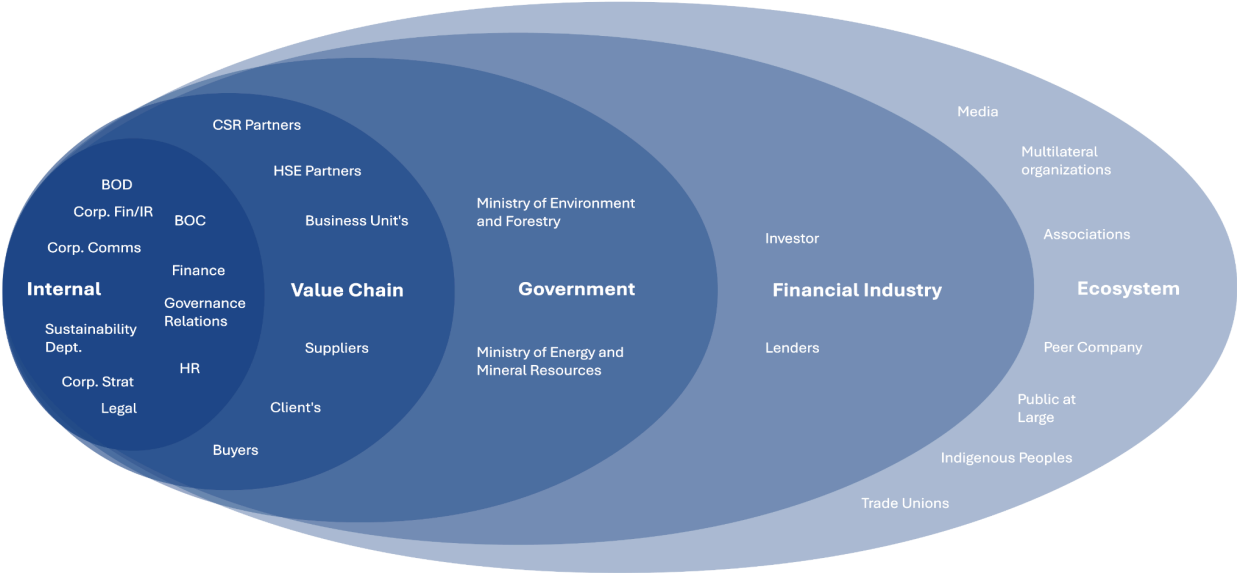 BOD
Corp. Fin/IR
BOC
Corp. Comms
Finance
Internal
Governance
Relations
Sustainability
Dept.
HR
Corp. Strat
Legal
CSR Partners
HSE Partners
Business Unit's
Value Chain
Suppliers
Client's
Buyers
Ministry of Environment
and Forestry
Government
Ministry of Energy and
Mineral Resources
Investor
Financial Industry
Lenders
Media
Multilateral
organizations
Associations
Ecosystem
Peer Company
Public at
Large
Indigenous Peoples
Trade Unions